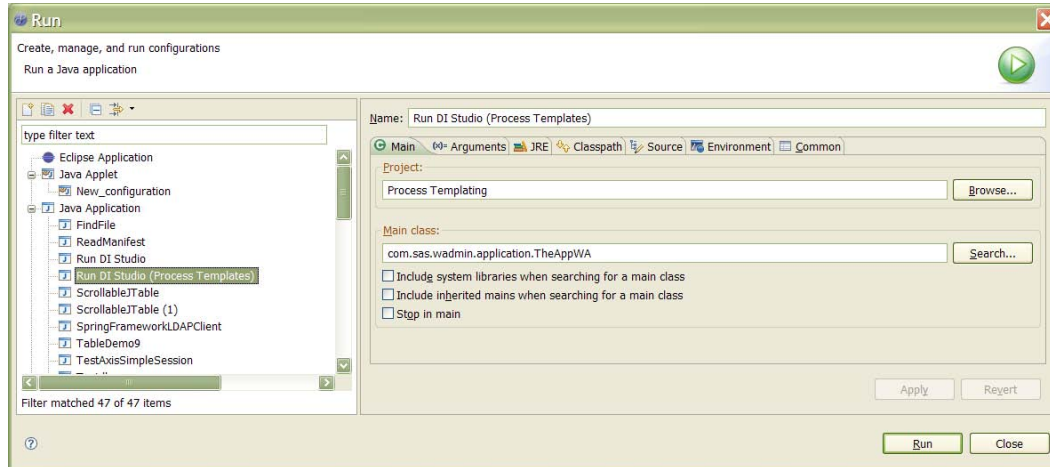 Run
Create, manage, and run configurations
Run a Java application
type filter text
Eclipse Application
Java Applet
New_configuration
Java Application
FindFile
ReadManifest
Run DI Studio
Run DI Studio (Process Templates)
ScrollableJTable
ScrollableJTable (1)
SpringFrameworkLDAPClient
TableDemo9
TestAxisSimpleSession
Filter matched 47 of 47 items
Name: Run DI Studio (Process Templates)
Main (x)= Arguments JRE Classpath Source Environment Common
Project:
Process Templating Browse...
Main class:
com.sas.wadmin.application.TheAppWA Search...
Include system libraries when searching for a main class
Include inherited mains when searching for a main class
Stop in main
Apply Revert
Run Close